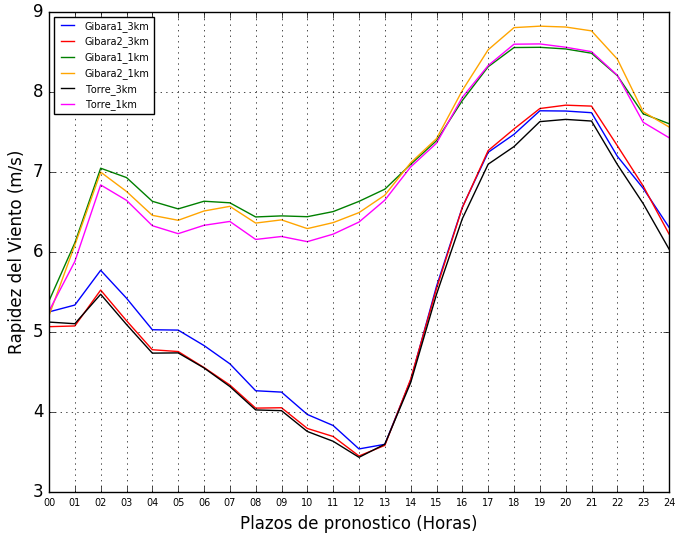 9
8
7
6
5
4
3
Rapidez del Viento (m/s)
Gibara1_3km
Gibara2_3km
Gibara1_1km
Gibara2_1km
Torre_3km
Torre_1km
00 01 02 03 04 05 06 07 08 09 10 11 12 13 14 15 16 17 18 19 20 21 22 23 24
Plazos de pronostico (Horas)